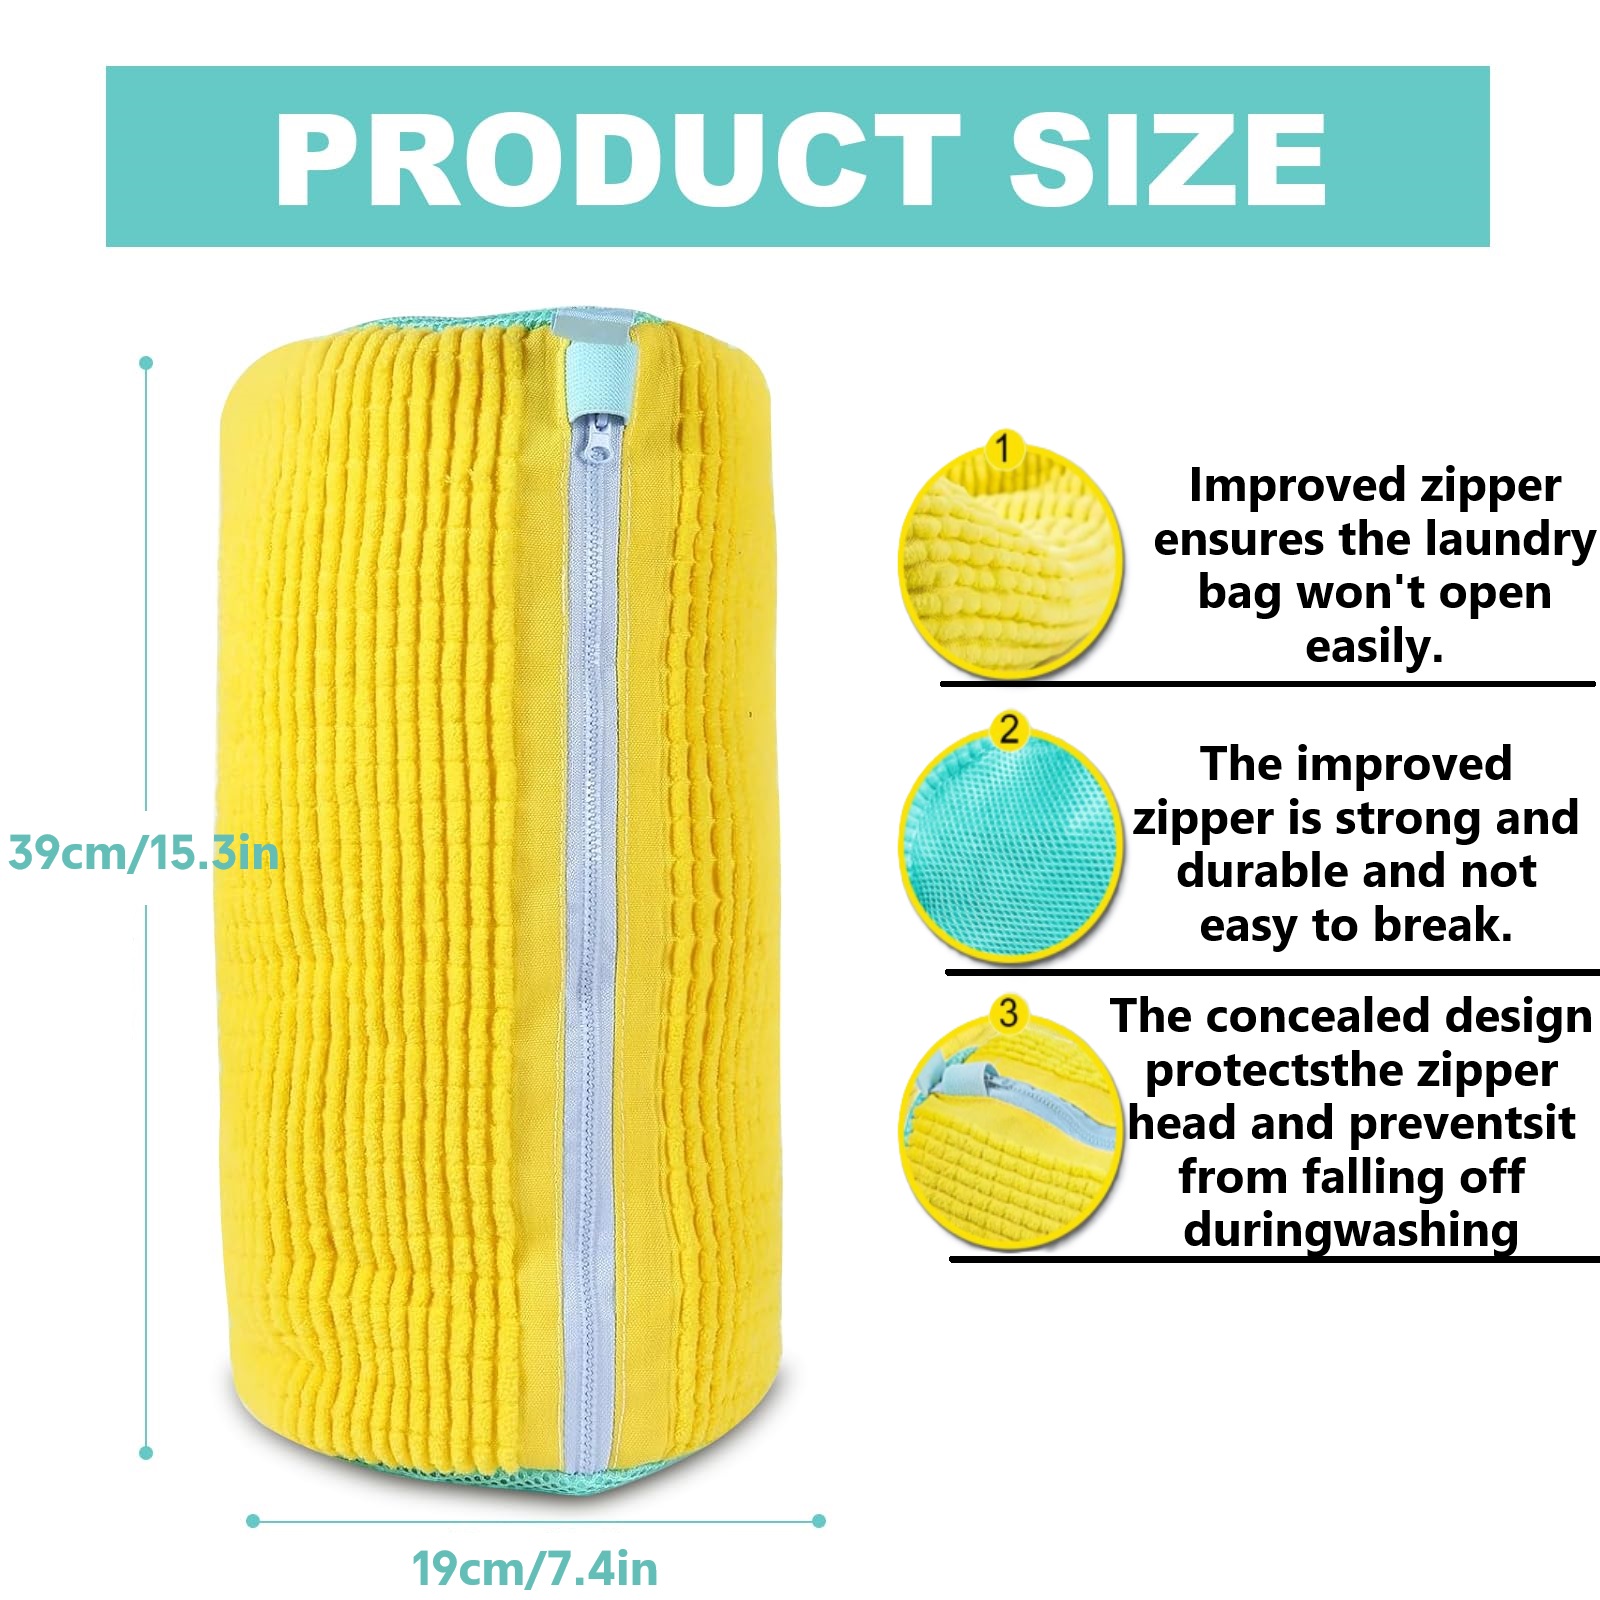 PRODUCT SIZE
39cm/15.3in
19cm/7.4in
1
Improved zipper
ensures the laundry
bag won't open
easily.
2
The improved
zipper is strong and
durable and not
easy to break.
3
The concealed design
protectsthe zipper
head and preventsit
from falling off
duringwashing